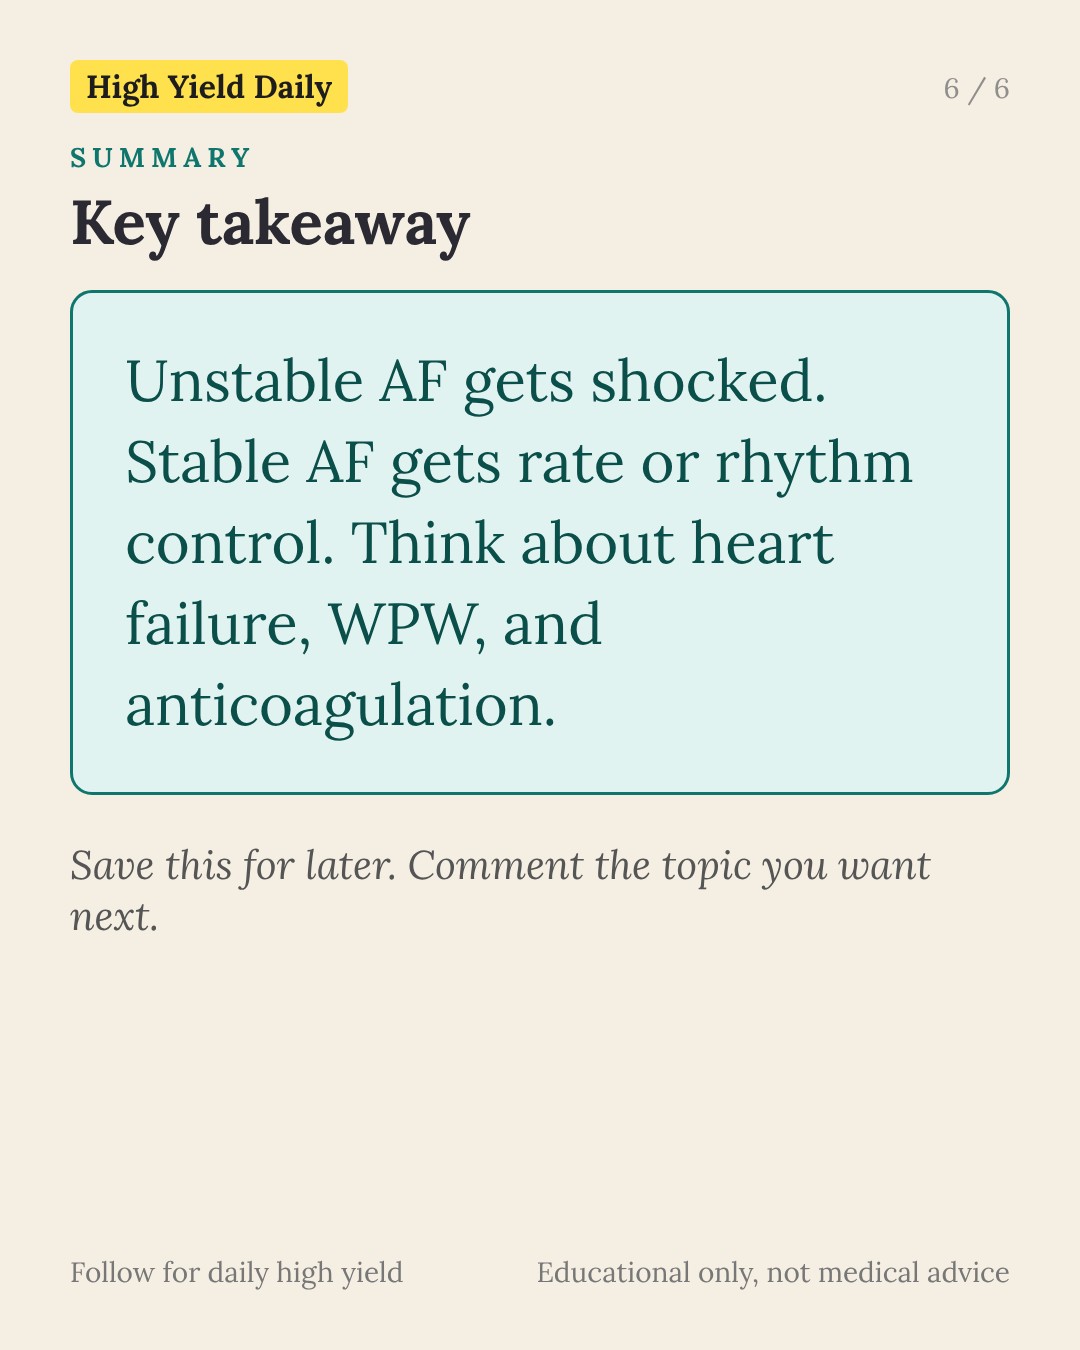 High Yield Daily
6 / 6
SUMMARY
Key takeaway
Unstable AF gets shocked.
Stable AF gets rate or rhythm
control. Think about heart
failure, WPW, and
anticoagulation.
Save this for later. Comment the topic you want
next.
Follow for daily high yield
Educational only, not medical advice